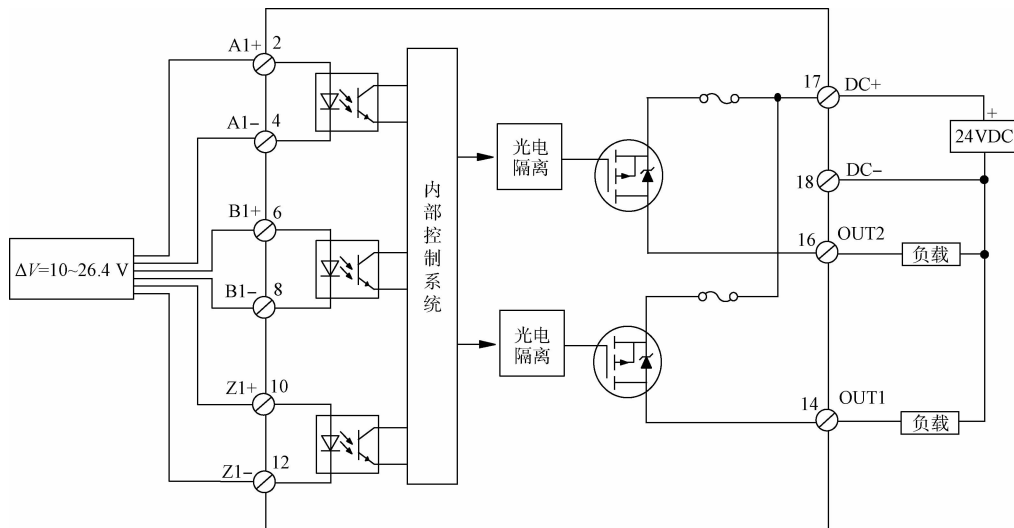 A1+ 2
A1− 4
B1+ 6
B1− 8
Z1+ 10
Z1− 12
ΔV=10~26.4 V
内部控制系统
光电
隔离
光电
隔离
17 DC+
+
24VDC
18 DC−
16 OUT2
负载
14 OUT1
负载